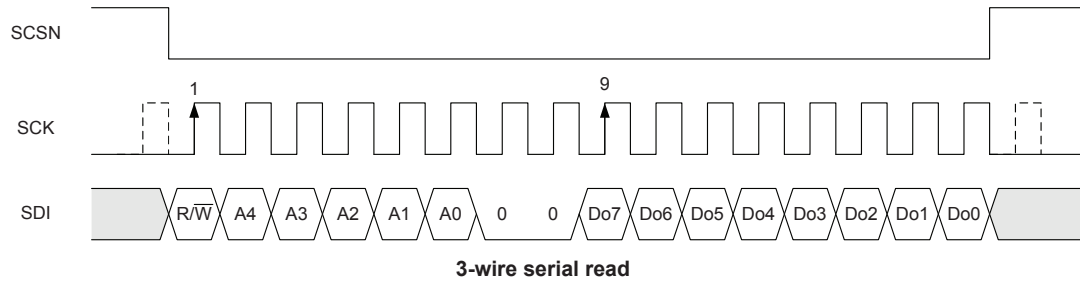 SCSN
1
9
SCK
SDI
R/W̅ A4 A3 A2 A1 A0 0 0 Do7 Do6 Do5 Do4 Do3 Do2 Do1 Do0
3-wire serial read